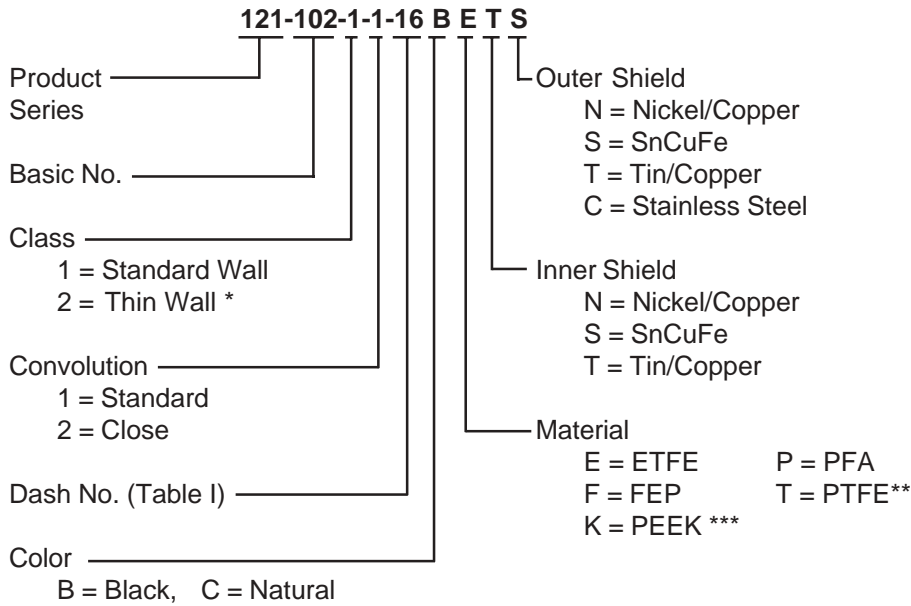 121-102-1-1-16 B E T S
Product
Series
Basic No.
Class
1 = Standard Wall
2 = Thin Wall *
Convolution
1 = Standard
2 = Close
Dash No. (Table I)
Color
B = Black, C = Natural
Outer Shield
N = Nickel/Copper
S = SnCuFe
T = Tin/Copper
C = Stainless Steel
Inner Shield
N = Nickel/Copper
S = SnCuFe
T = Tin/Copper
Material
E = ETFE P = PFA
F = FEP T = PTFE**
K = PEEK ***